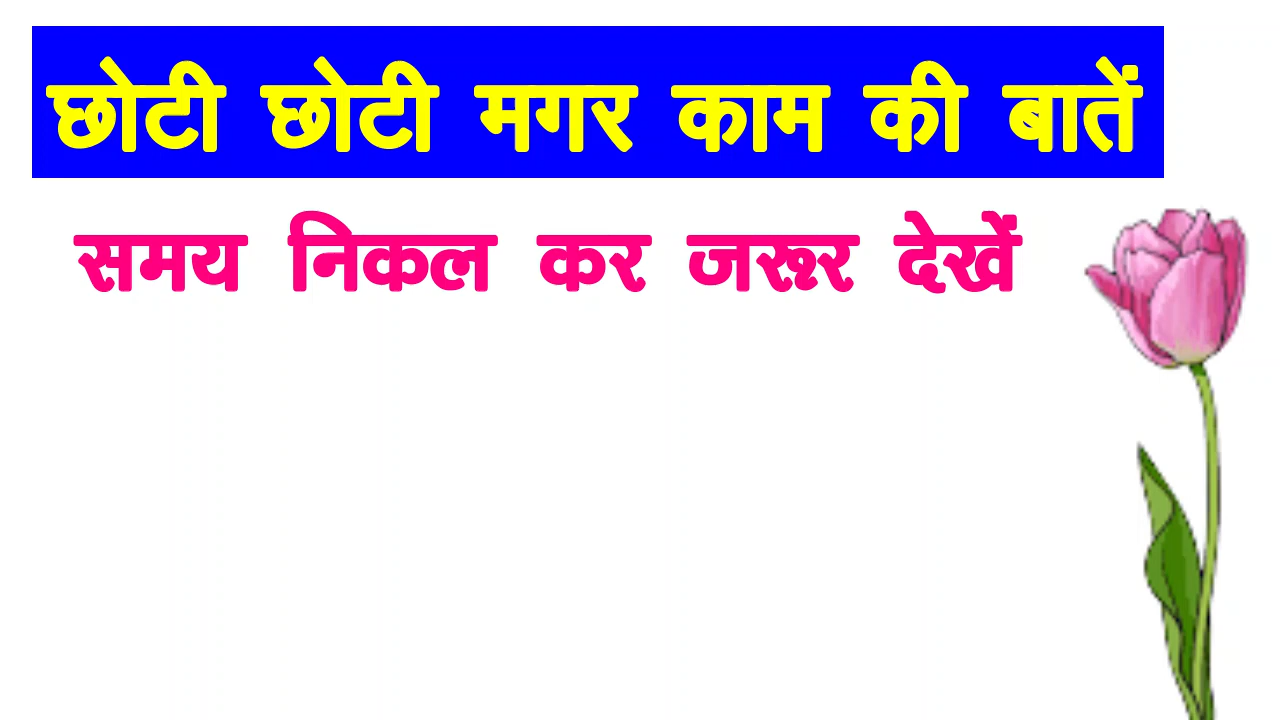 छोटी छोटी मगर काम की बातें
समय निकल कर जरूर देखें